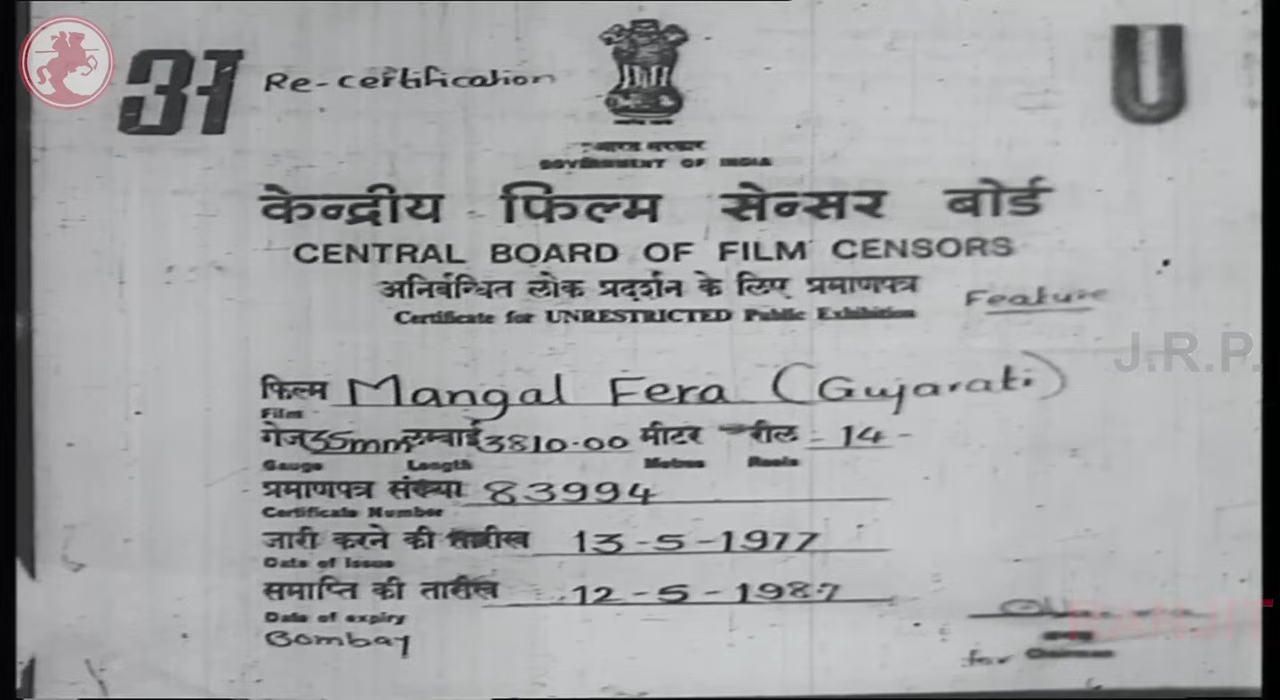 अ Re-certification U
भारत सरकार
GOVERNMENT OF INDIA
केन्द्रीय फिल्म सेन्सर बोर्ड
CENTRAL BOARD OF FILM CENSORS
अनिर्बन्धित लोक प्रदर्शन के लिए प्रमाणपत्र
Certificate for UNRESTRICTED Public Exhibition Feature
J.R.P.
फिल्म Mangal Fera (Gujarati)
Film
गेज 35mm लम्बाई 3810.00 मीटर रील - 14 -
Gauge Length Metres Reels
प्रमाणपत्र संख्या 83994
Certificate Number
जारी करने की तारीख 13-5-1977
Date of Issue
समाप्ति की तारीख 12-5-1987
Date of expiry
RANJIT
Bombay
for Chairman